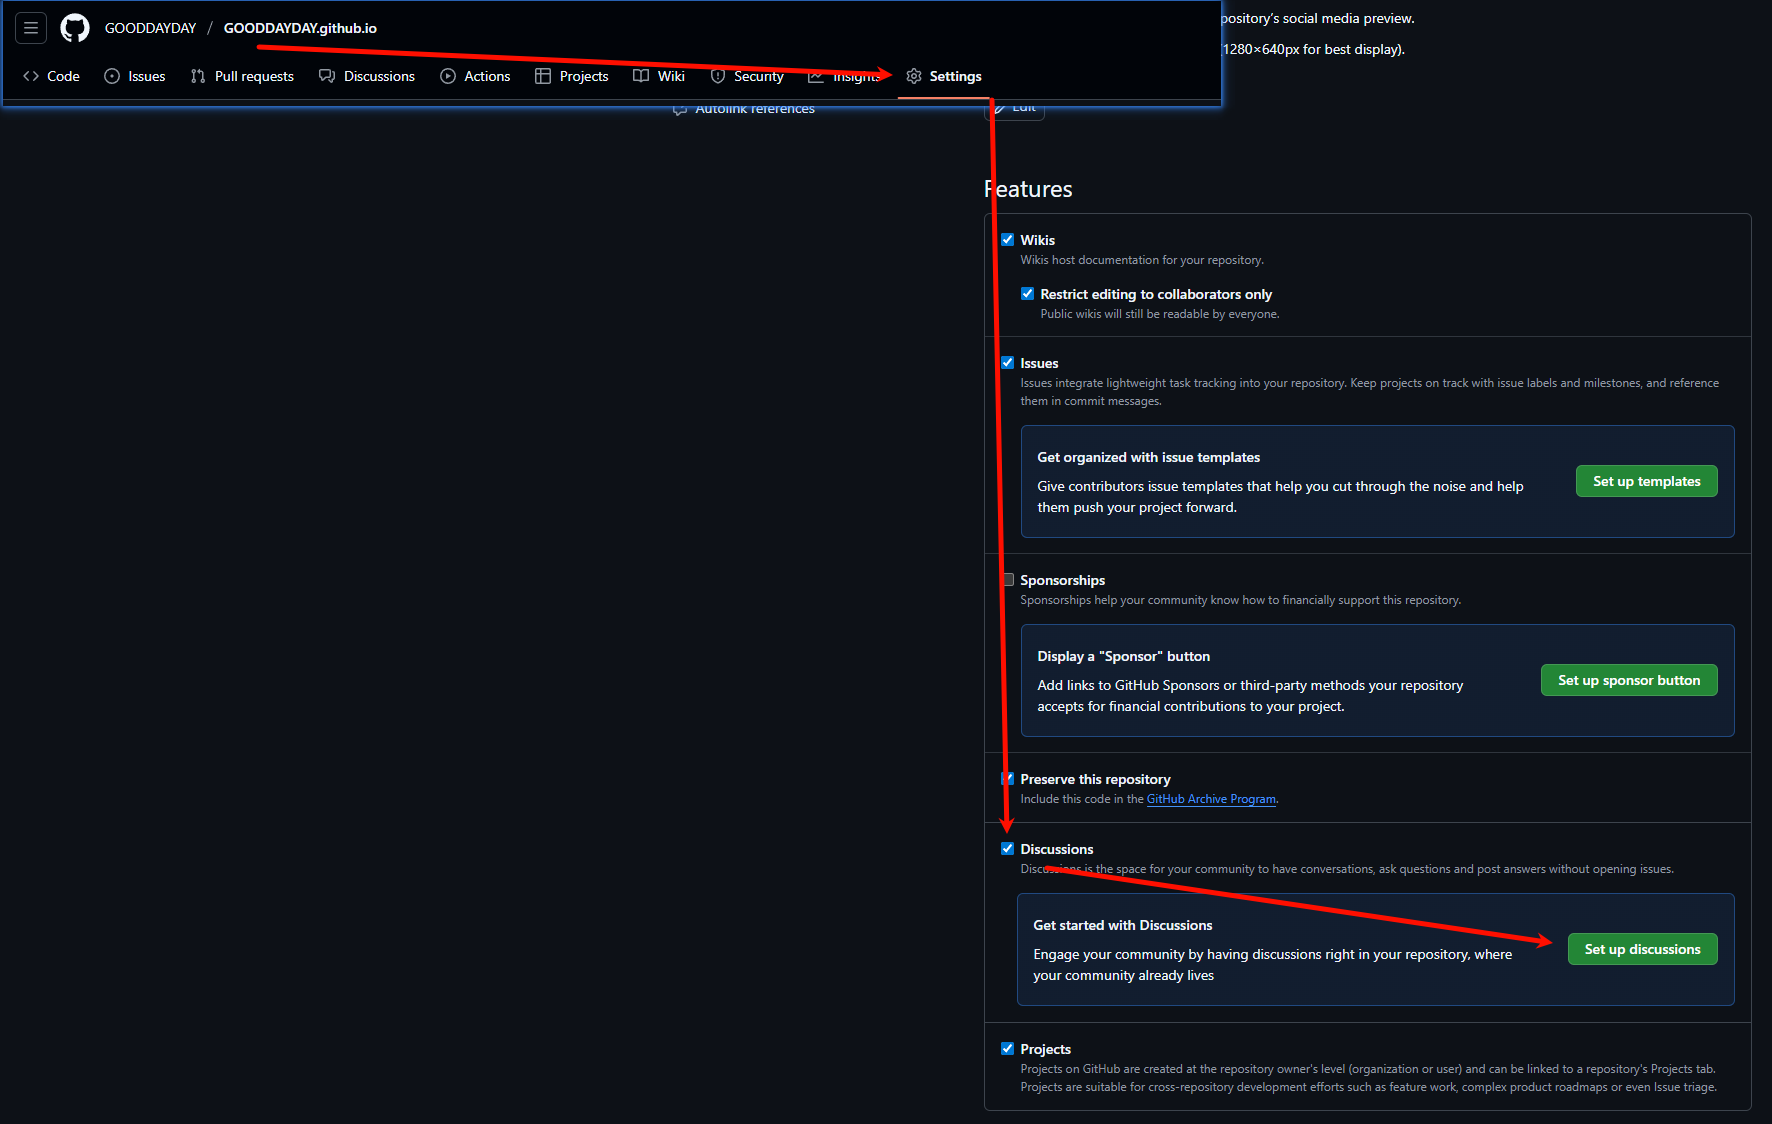 GOODDAYDAY / GOODDAYDAY.github.io
Code Issues Pull requests Discussions Actions Projects Wiki Security Insights Settings
pository's social media preview.
1280×640px for best display).
Autolink references
Edit
Features
Wikis
Wikis host documentation for your repository.
Restrict editing to collaborators only
Public wikis will still be readable by everyone.
Issues
Issues integrate lightweight task tracking into your repository. Keep projects on track with issue labels and milestones, and reference
them in commit messages.
Get organized with issue templates
Give contributors issue templates that help you cut through the noise and help
them push your project forward.
Set up templates
Sponsorships
Sponsorships help your community know how to financially support this repository.
Display a "Sponsor" button
Add links to GitHub Sponsors or third-party methods your repository
accepts for financial contributions to your project.
Set up sponsor button
Preserve this repository
Include this code in the GitHub Archive Program.
Discussions
Discussions is the space for your community to have conversations, ask questions and post answers without opening issues.
Get started with Discussions
Engage your community by having discussions right in your repository, where
your community already lives
Set up discussions
Projects
Projects on GitHub are created at the repository owner's level (organization or user) and can be linked to a repository's Projects tab.
Projects are suitable for cross-repository development efforts such as feature work, complex product roadmaps or even Issue triage.